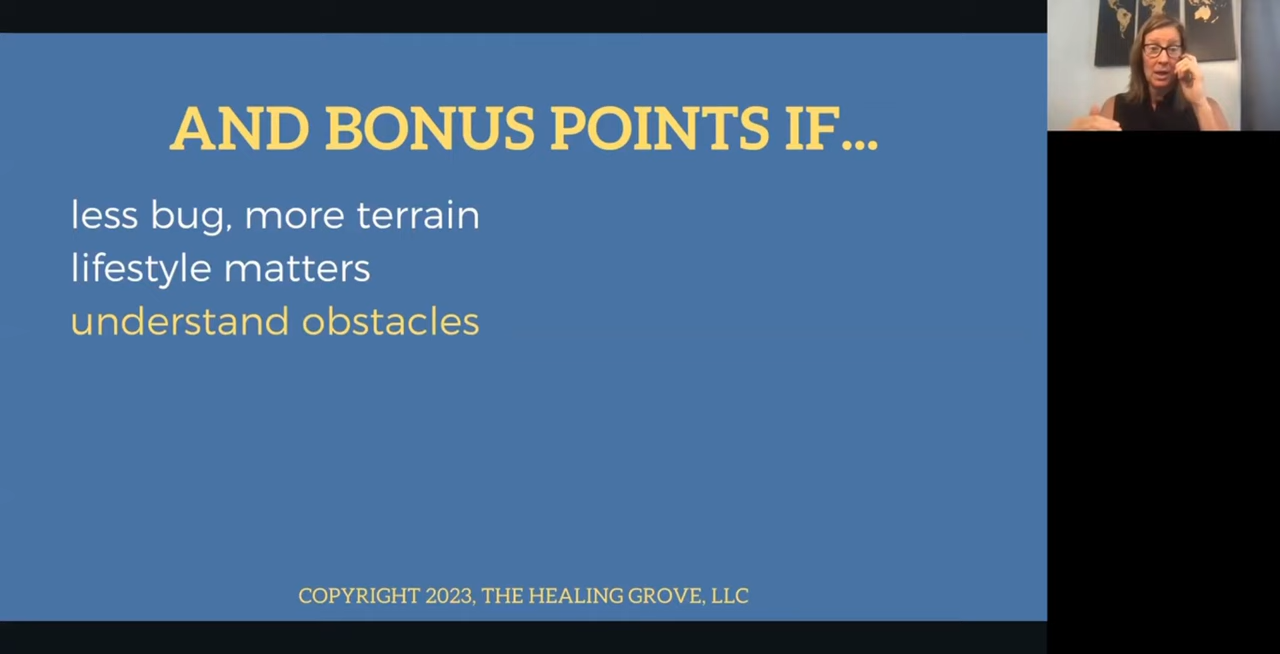 AND BONUS POINTS IF...
less bug, more terrain
lifestyle matters
understand obstacles
COPYRIGHT 2023, THE HEALING GROVE, LLC